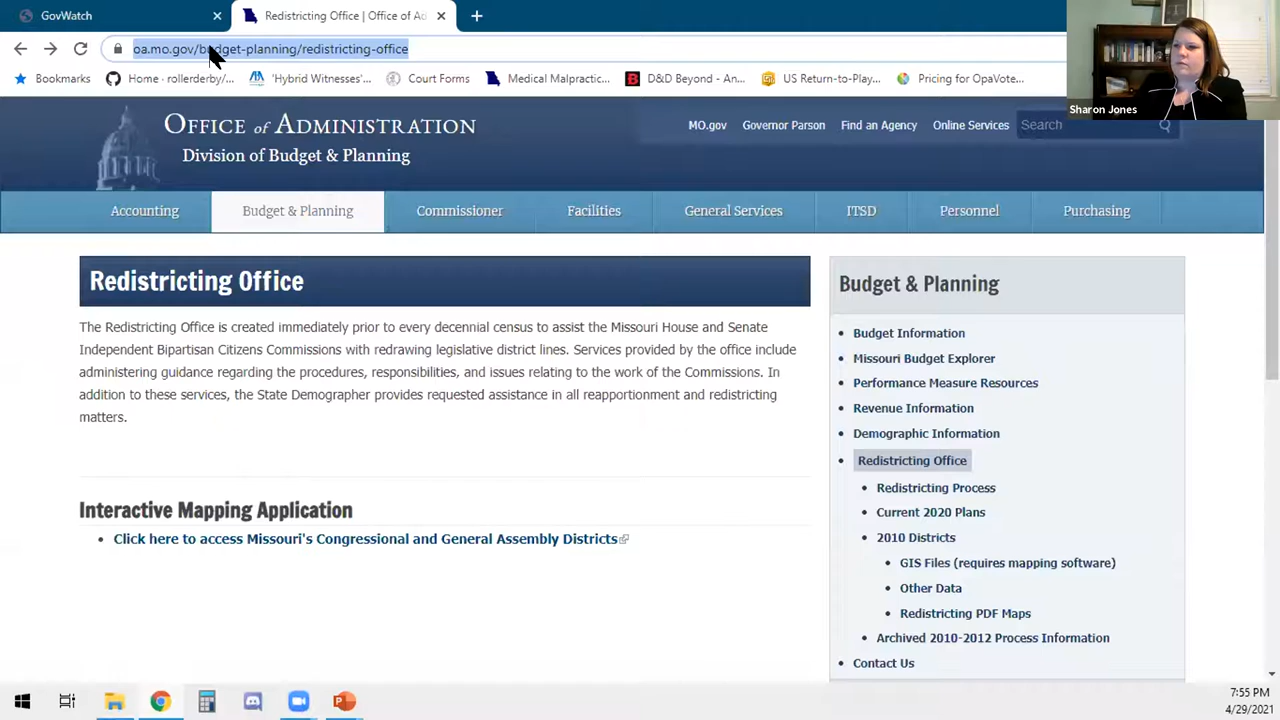 GovWatch
Redistricting Office | Office of Ad
oa.mo.gov/budget-planning/redistricting-office
Bookmarks
Home · rollerderby/...
'Hybrid Witnesses'...
Court Forms
Medical Malpractic...
D&D Beyond - An...
US Return-to-Play...
Pricing for OpaVote...
Sharon Jones
OFFICE of ADMINISTRATION
Division of Budget & Planning
MO.gov
Governor Parson
Find an Agency
Online Services
Search
Accounting
Budget & Planning
Commissioner
Facilities
General Services
ITSD
Personnel
Purchasing
Redistricting Office
The Redistricting Office is created immediately prior to every decennial census to assist the Missouri House and Senate
Independent Bipartisan Citizens Commissions with redrawing legislative district lines. Services provided by the office include
administering guidance regarding the procedures, responsibilities, and issues relating to the work of the Commissions. In
addition to these services, the State Demographer provides requested assistance in all reapportionment and redistricting
matters.
Interactive Mapping Application
• Click here to access Missouri's Congressional and General Assembly Districts
Budget & Planning
• Budget Information
• Missouri Budget Explorer
• Performance Measure Resources
• Revenue Information
• Demographic Information
• Redistricting Office
• Redistricting Process
• Current 2020 Plans
• 2010 Districts
• GIS Files (requires mapping software)
• Other Data
• Redistricting PDF Maps
• Archived 2010-2012 Process Information
• Contact Us
7:55 PM
4/29/2021